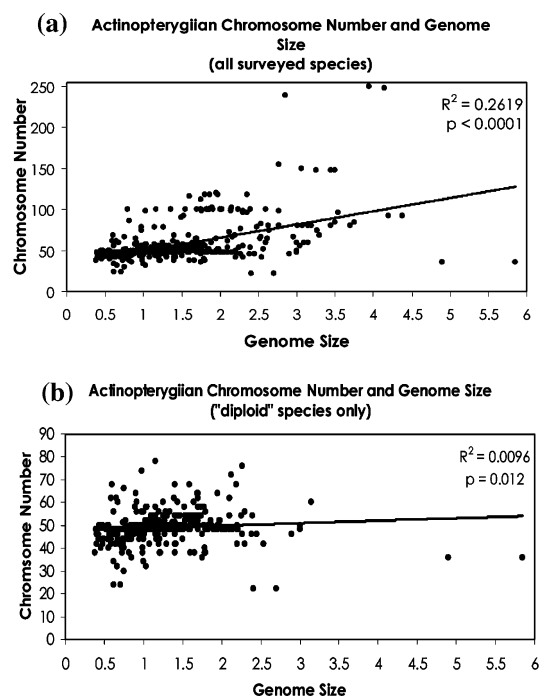 (a) Actinopterygiian Chromosome Number and Genome
Size
(all surveyed species)
R² = 0.2619
p < 0.0001
Chromosome Number
250
200
150
100
50
0
0 0.5 1 1.5 2 2.5 3 3.5 4 4.5 5 5.5 6
Genome Size
(b) Actinopterygiian Chromosome Number and Genome Size
("diploid" species only)
R² = 0.0096
p = 0.012
Chromsome Number
90
80
70
60
50
40
30
20
10
0
0 0.5 1 1.5 2 2.5 3 3.5 4 4.5 5 5.5 6
Genome Size